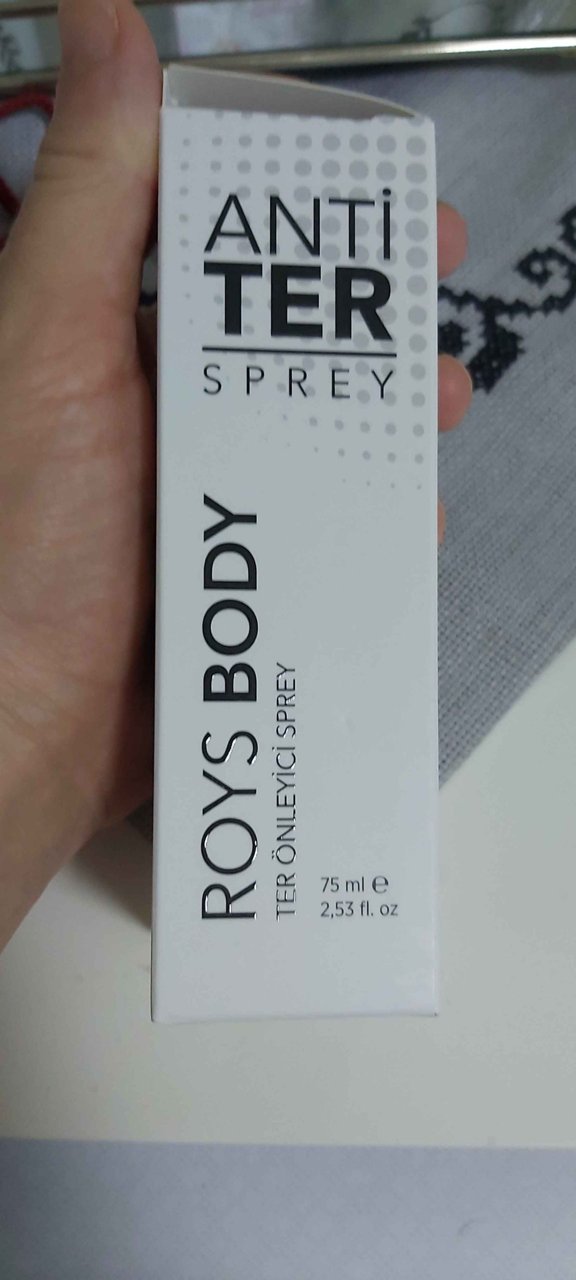 ANTİ
TER
SPREY
ROYS BODY
TER ÖNLEYİCİ SPREY
75 ml ℮
2,53 fl. oz